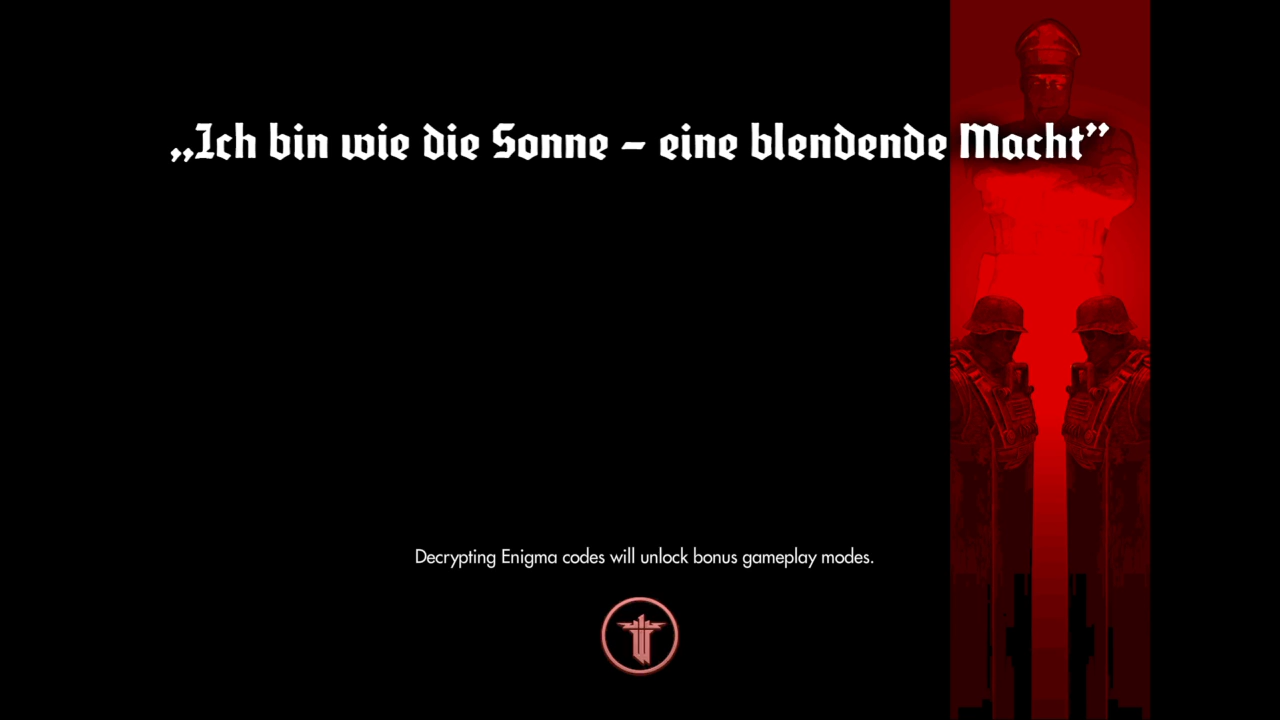 „Ich bin wie die Sonne – eine blendende Macht”
Decrypting Enigma codes will unlock bonus gameplay modes.